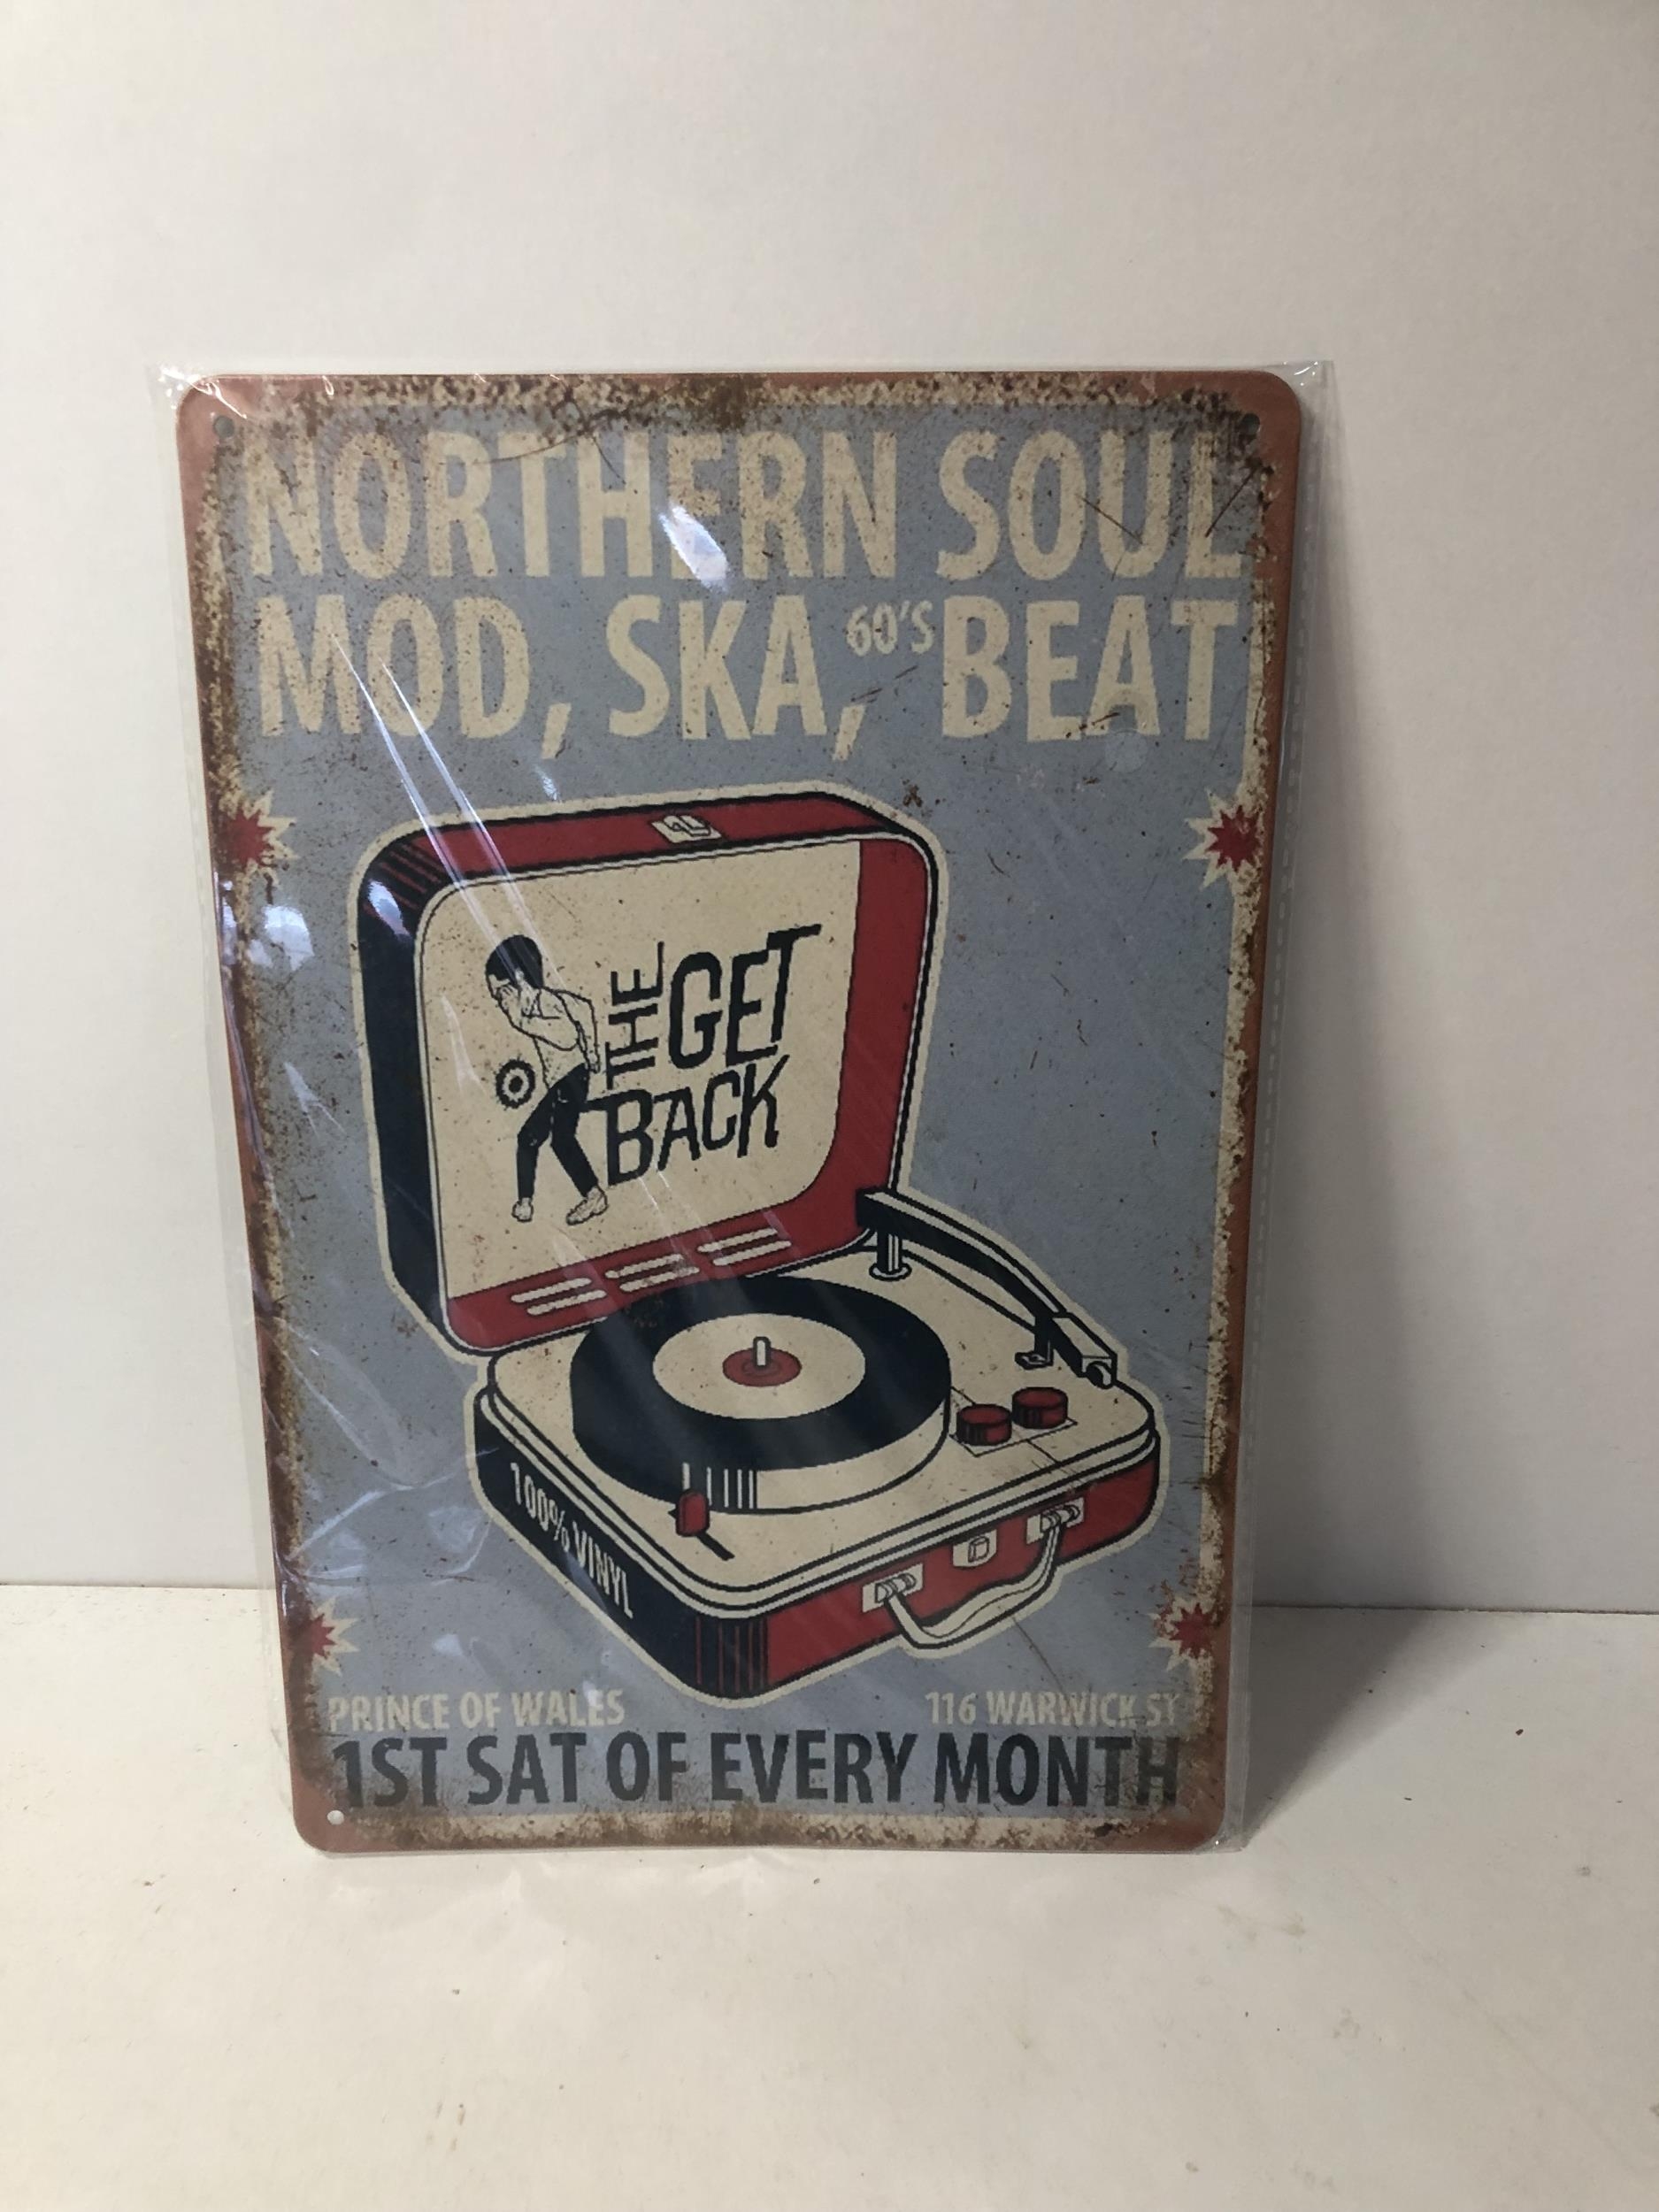 NORTHERN SOUL
MOD, SKA, 60'S BEAT
THE GET
BACK
100% VINYL
PRINCE OF WALES
116 WARWICK ST
1ST SAT OF EVERY MONTH